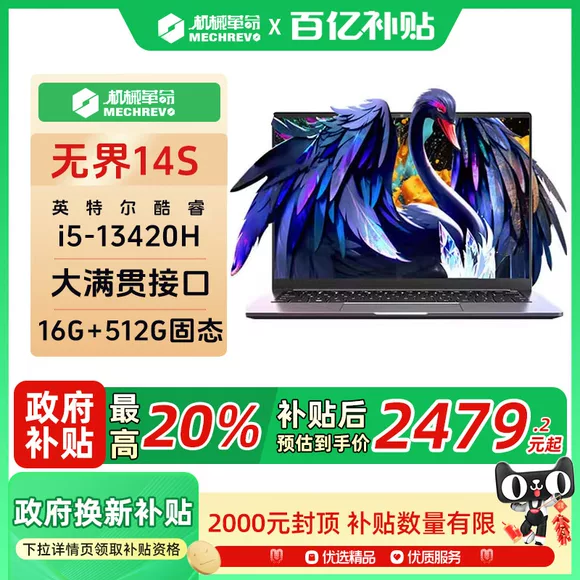 机械革命 MECHREVO X 百亿补贴
机械革命
MECHREVO
无界14S
英特尔酷睿
i5-13420H
大满贯接口
16G+512G固态
政府补贴
最高20%
补贴后
预估到手价
2479.2元起
政府换新补贴
下拉详情页领取补贴资格
2000元封顶 补贴数量有限
优选精品 优质服务